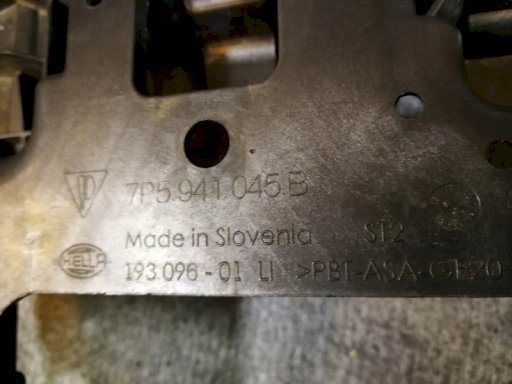 7P5.941.045 B
Made in Slovenia ST2
HELLA 193 096 - 01 LI >PBT-ASA-GF20